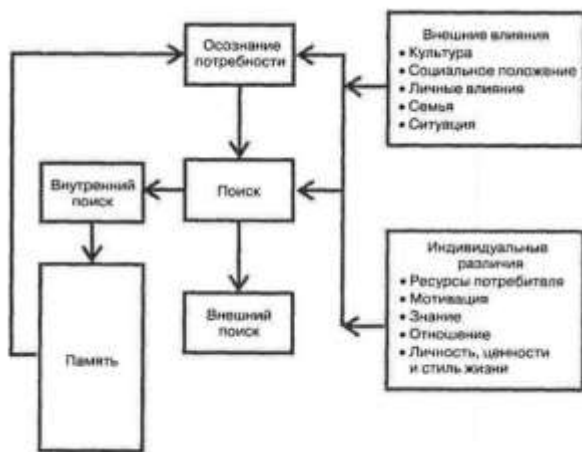 Осознание
потребности
Внешние влияния
• Культура
• Социальное положение
• Личные влияния
• Семья
• Ситуация
Внутренний
поиск
Поиск
Память
Внешний
поиск
Индивидуальные
различия
• Ресурсы потребителя
• Мотивация
• Знание
• Отношение
• Личность, ценности
и стиль жизни